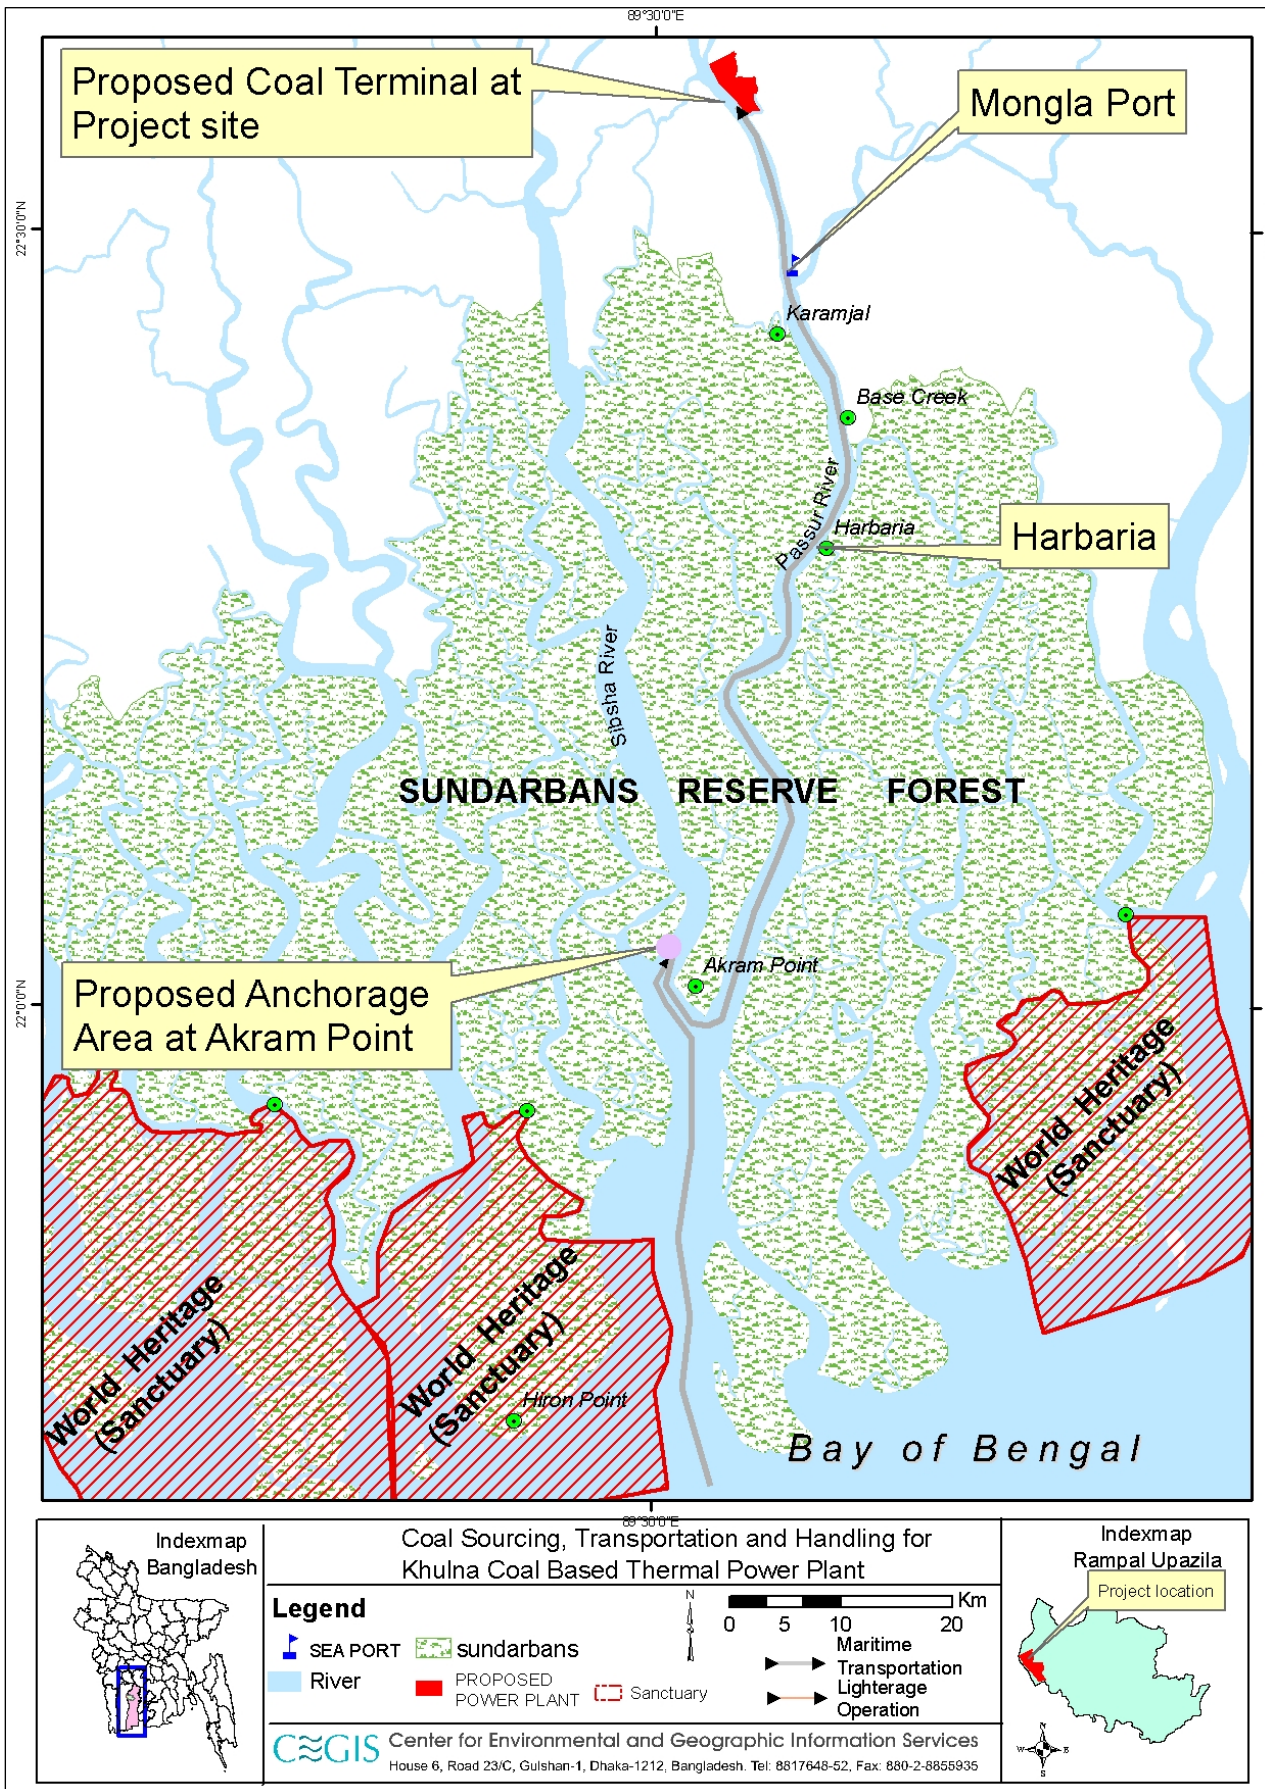 89°30'0"E
Proposed Coal Terminal at
Project site
Mongla Port
22°30'0"N
Karamjal
Base Creek
Passur River
Harbaria
Harbaria
Sibsha River
SUNDARBANS RESERVE FOREST
Akram Point
Proposed Anchorage
Area at Akram Point
22°0'0"N
World Heritage
(Sanctuary)
World Heritage
(Sanctuary)
World Heritage
(Sanctuary)
Hiron Point
Bay of Bengal
89°30'0"E
Indexmap
Bangladesh
Coal Sourcing, Transportation and Handling for
Khulna Coal Based Thermal Power Plant
Legend
SEA PORT
sundarbans
River
PROPOSED
POWER PLANT
Sanctuary
N
Km
0 5 10 20
Maritime
Transportation
Lighterage
Operation
CEGIS
Center for Environmental and Geographic Information Services
House 6, Road 23/C, Gulshan-1, Dhaka-1212, Bangladesh. Tel: 8817648-52, Fax: 880-2-8855935
Indexmap
Rampal Upazila
Project location
N
W E
S